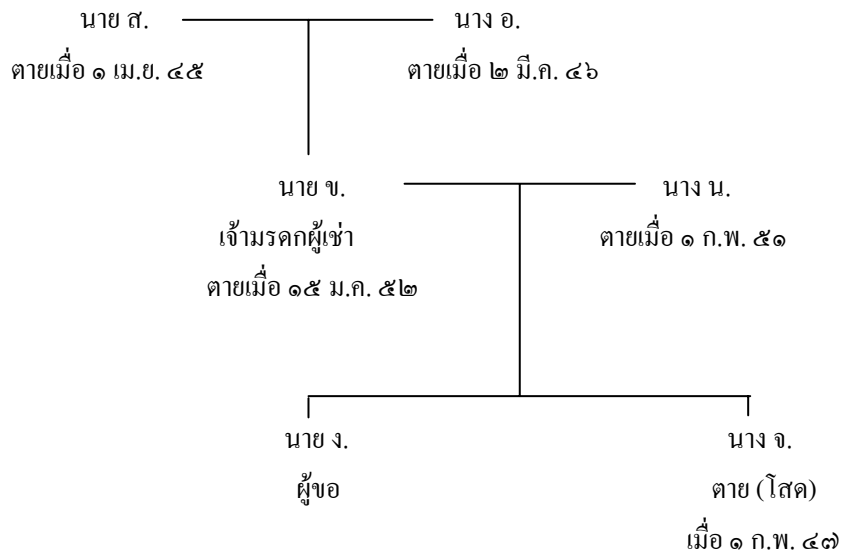 นาย ส. นาง อ.
ตายเมื่อ ๑ เม.ย. ๔๕ ตายเมื่อ ๒ มี.ค. ๔๖
นาย ข. นาง น.
เจ้ามรดกผู้เช่า ตายเมื่อ ๑ ก.พ. ๕๑
ตายเมื่อ ๑๕ ม.ค. ๕๒
นาย ง. นาง จ.
ผู้ขอ ตาย (โสด)
เมื่อ ๑ ก.พ. ๔๗